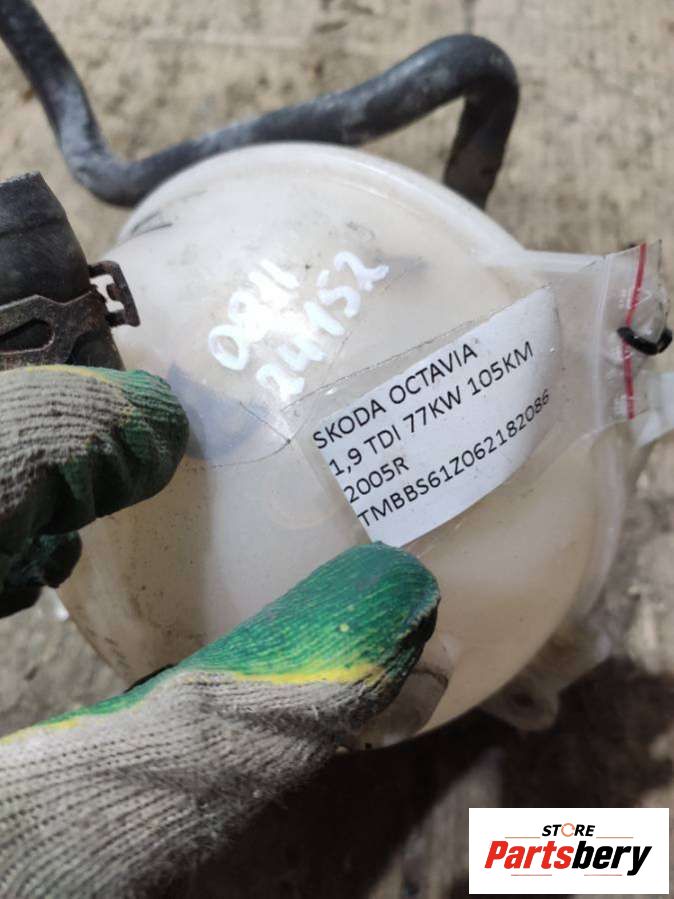 0811
24152
SKODA OCTAVIA
1,9 TDI 77KW 105KM
2005R
TMBBS61Z062182086
STORE
Partsbery